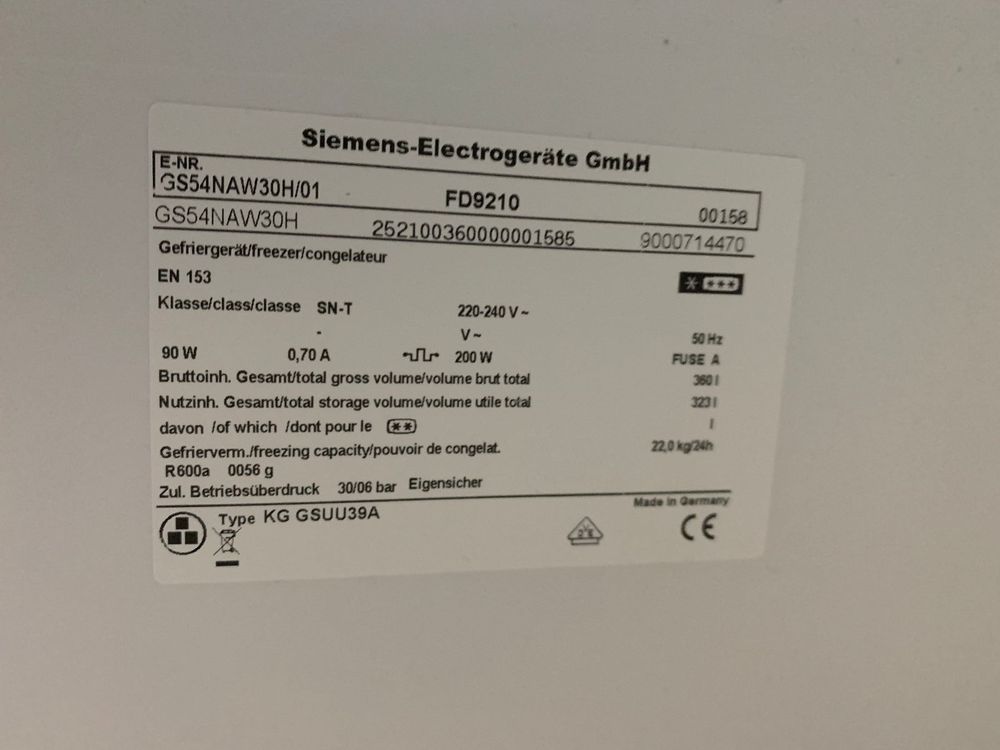 Siemens-Electrogeräte GmbH
E-NR.
GS54NAW30H/01 FD9210 00158
GS54NAW30H 252100360000001585 9000714470
Gefriergerät/freezer/congelateur
EN 153
Klasse/class/classe SN-T 220-240 V~
- V~ 50 Hz
90 W 0,70 A 200 W FUSE A
Bruttoinh. Gesamt/total gross volume/volume brut total 360 l
Nutzinh. Gesamt/total storage volume/volume utile total 323 l
davon /of which /dont pour le l
Gefrierverm./freezing capacity/pouvoir de congelat. 22,0 kg/24h
R600a 0056 g
Zul. Betriebsüberdruck 30/06 bar Eigensicher
Made in Germany
Type KG GSUU39A CE